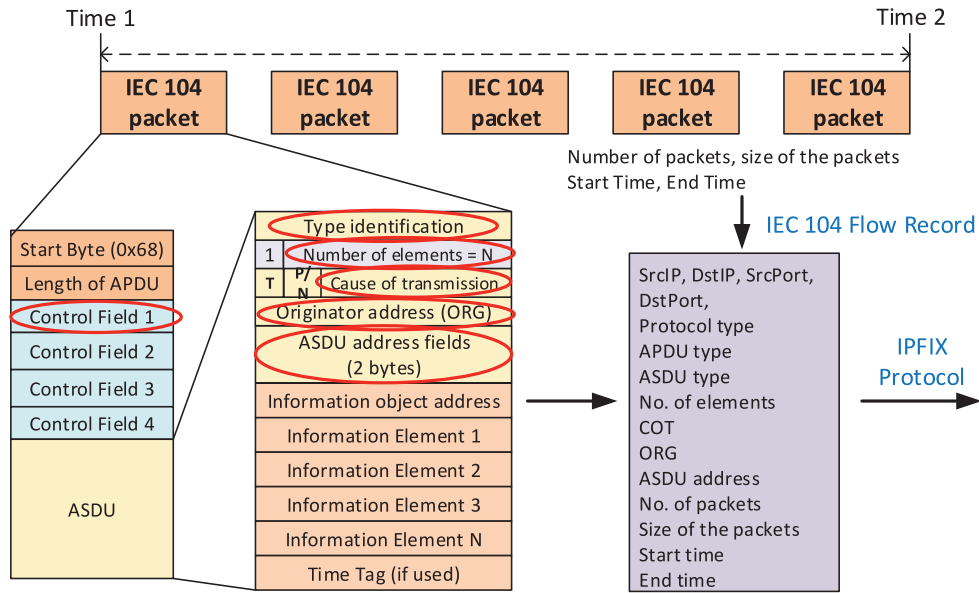 Time 1
Time 2
IEC 104
packet
IEC 104
packet
IEC 104
packet
IEC 104
packet
IEC 104
packet
Number of packets, size of the packets
Start Time, End Time
IEC 104 Flow Record
Start Byte (0x68)
Length of APDU
Control Field 1
Control Field 2
Control Field 3
Control Field 4
ASDU
Type identification
1
Number of elements = N
T
P/
N
Cause of transmission
Originator address (ORG)
ASDU address fields
(2 bytes)
Information object address
Information Element 1
Information Element 2
Information Element 3
Information Element N
Time Tag (if used)
SrcIP, DstIP, SrcPort,
DstPort,
Protocol type
APDU type
ASDU type
No. of elements
COT
ORG
ASDU address
No. of packets
Size of the packets
Start time
End time
IPFIX
Protocol